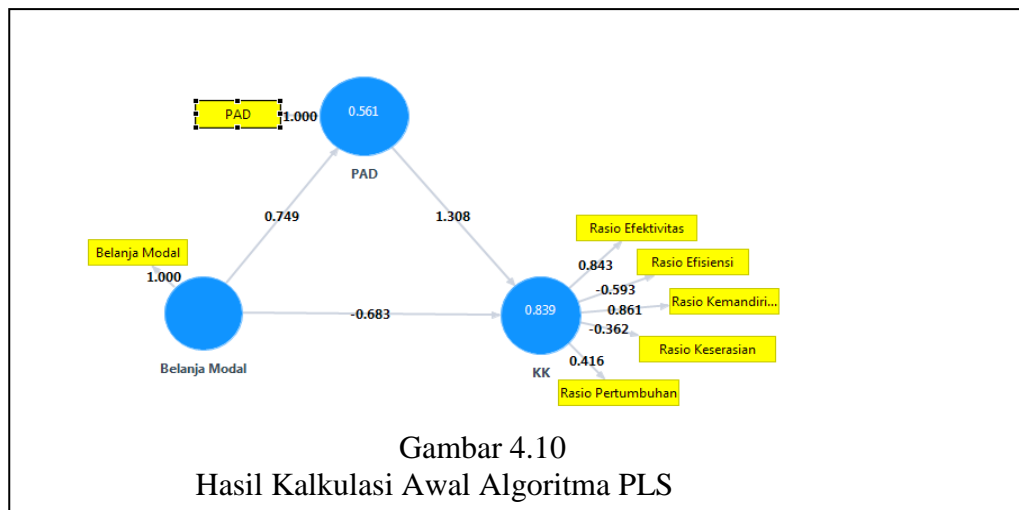 PAD
1.000
0.561
PAD
0.749
1.308
Belanja Modal
1.000
Belanja Modal
-0.683
0.839
KK
Rasio Efektivitas
0.843
Rasio Efisiensi
-0.593
Rasio Kemandiri...
0.861
-0.362
Rasio Keserasian
0.416
Rasio Pertumbuhan
Gambar 4.10
Hasil Kalkulasi Awal Algoritma PLS